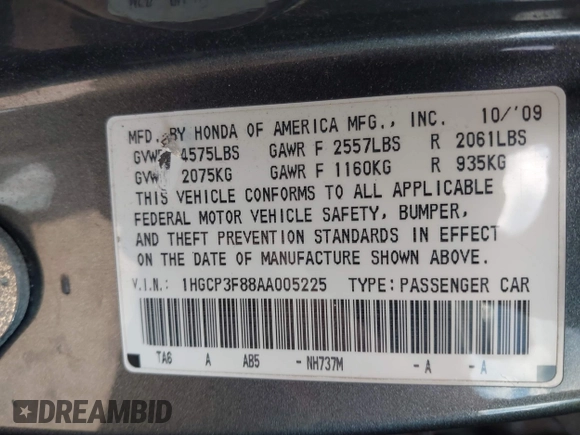 MFD. BY HONDA OF AMERICA MFG., INC. 10/'09
GVWR 4575LBS GAWR F 2557LBS R 2061LBS
GVWR 2075KG GAWR F 1160KG R 935KG
THIS VEHICLE CONFORMS TO ALL APPLICABLE
FEDERAL MOTOR VEHICLE SAFETY, BUMPER,
AND THEFT PREVENTION STANDARDS IN EFFECT
ON THE DATE OF MANUFACTURE SHOWN ABOVE.
V.I.N.: 1HGCP3F88AA005225 TYPE: PASSENGER CAR
TA6 A AB5 - NH737M - A - A
DREAMBID